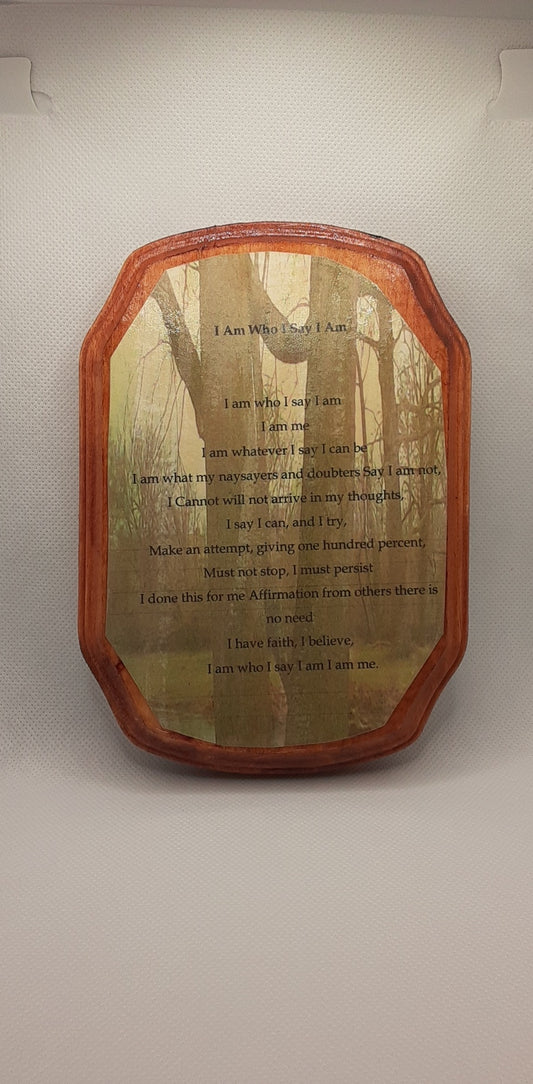 I Am Who I Say I Am
I am who I say I am
I am me
I am whatever I say I can be
I am what my naysayers and doubters Say I am not,
I Cannot will not arrive in my thoughts,
I say I can, and I try,
Make an attempt, giving one hundred percent,
Must not stop, I must persist
I done this for me Affirmation from others there is
no need
I have faith, I believe,
I am who I say I am I am me.